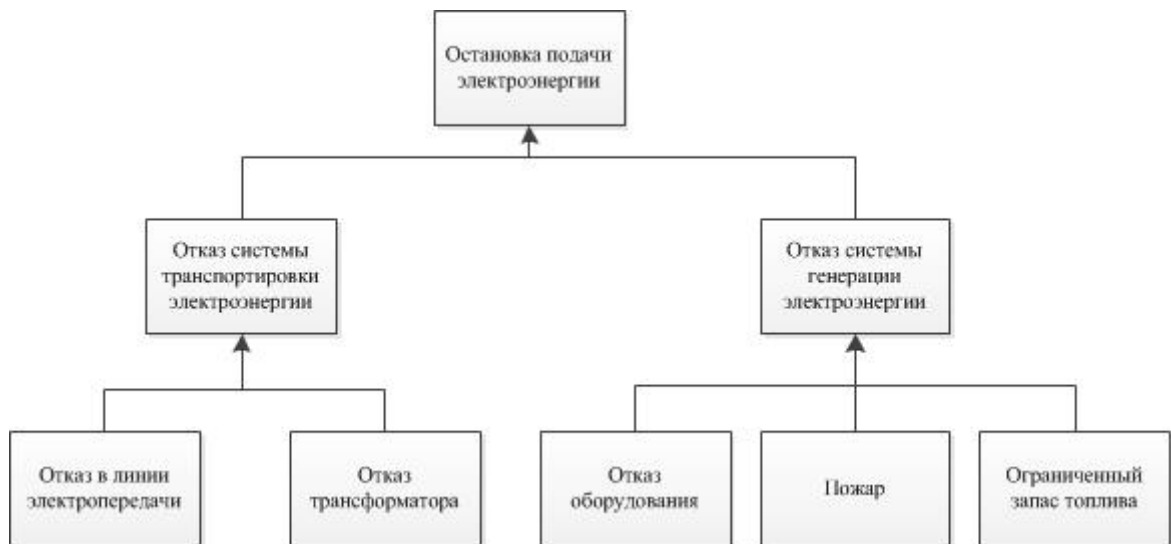 Остановка подачи
электроэнергии
Отказ системы
транспортировки
электроэнергии
Отказ системы
генерации
электроэнергии
Отказ в линии
электропередачи
Отказ
трансформатора
Отказ
оборудования
Пожар
Ограниченный
запас топлива